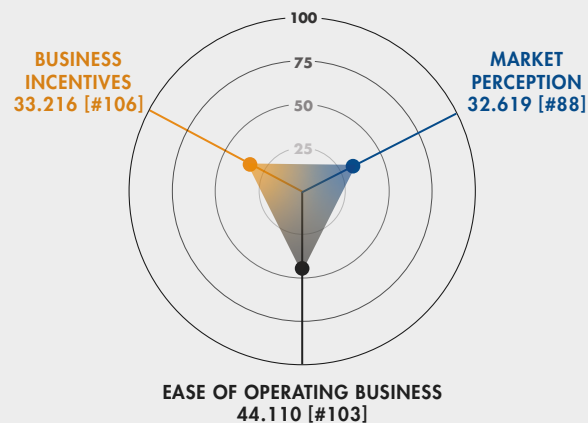 100
75
50
25
BUSINESS
INCENTIVES
33.216 [#106]
MARKET
PERCEPTION
32.619 [#88]
EASE OF OPERATING BUSINESS
44.110 [#103]